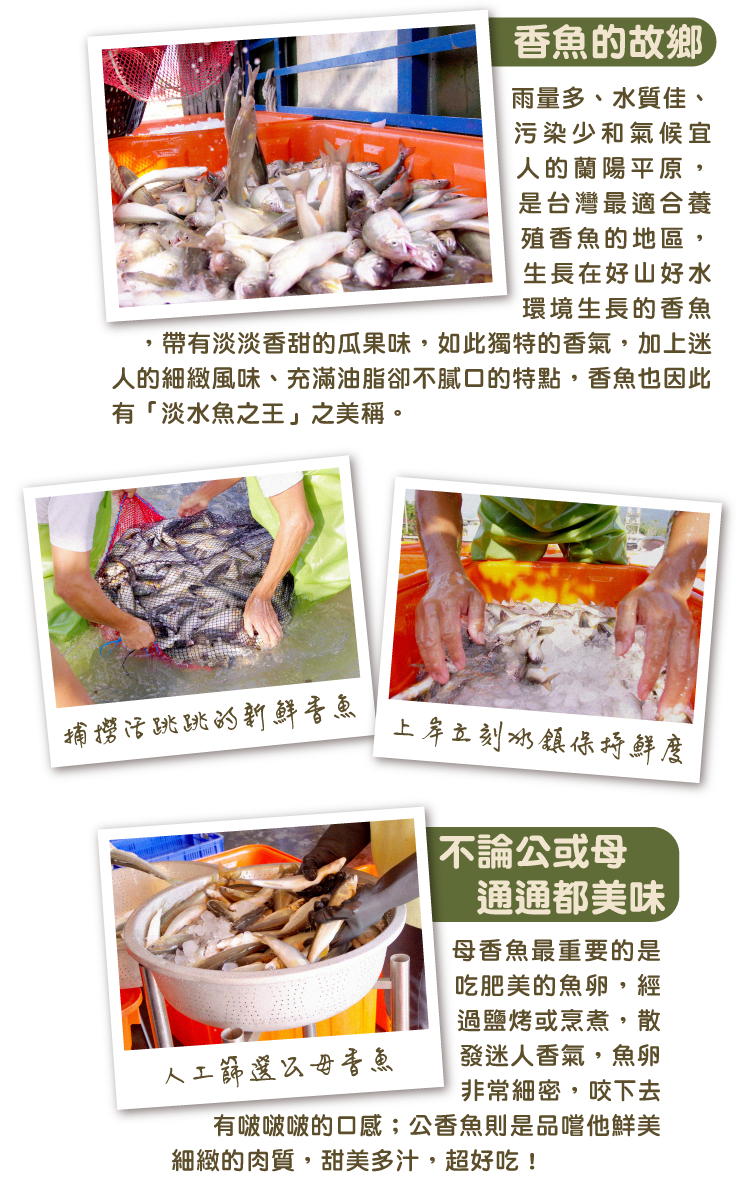 香魚的故鄉
雨量多、水質佳、
污染少和氣候宜
人的蘭陽平原，
是台灣最適合養
殖香魚的地區，
生長在好山好水
環境生長的香魚
，帶有淡淡香甜的瓜果味，如此獨特的香氣，加上迷
人的細緻風味、充滿油脂卻不膩口的特點，香魚也因此
有「淡水魚之王」之美稱。
捕撈活跳跳的新鮮香魚
上岸立刻冰鎮保持鮮度
不論公或母
通通都美味
母香魚最重要的是
吃肥美的魚卵，經
過鹽烤或烹煮，散
發迷人香氣，魚卵
非常細密，咬下去
有啵啵啵的口感；公香魚則是品嚐他鮮美
細緻的肉質，甜美多汁，超好吃！
人工篩選公母香魚